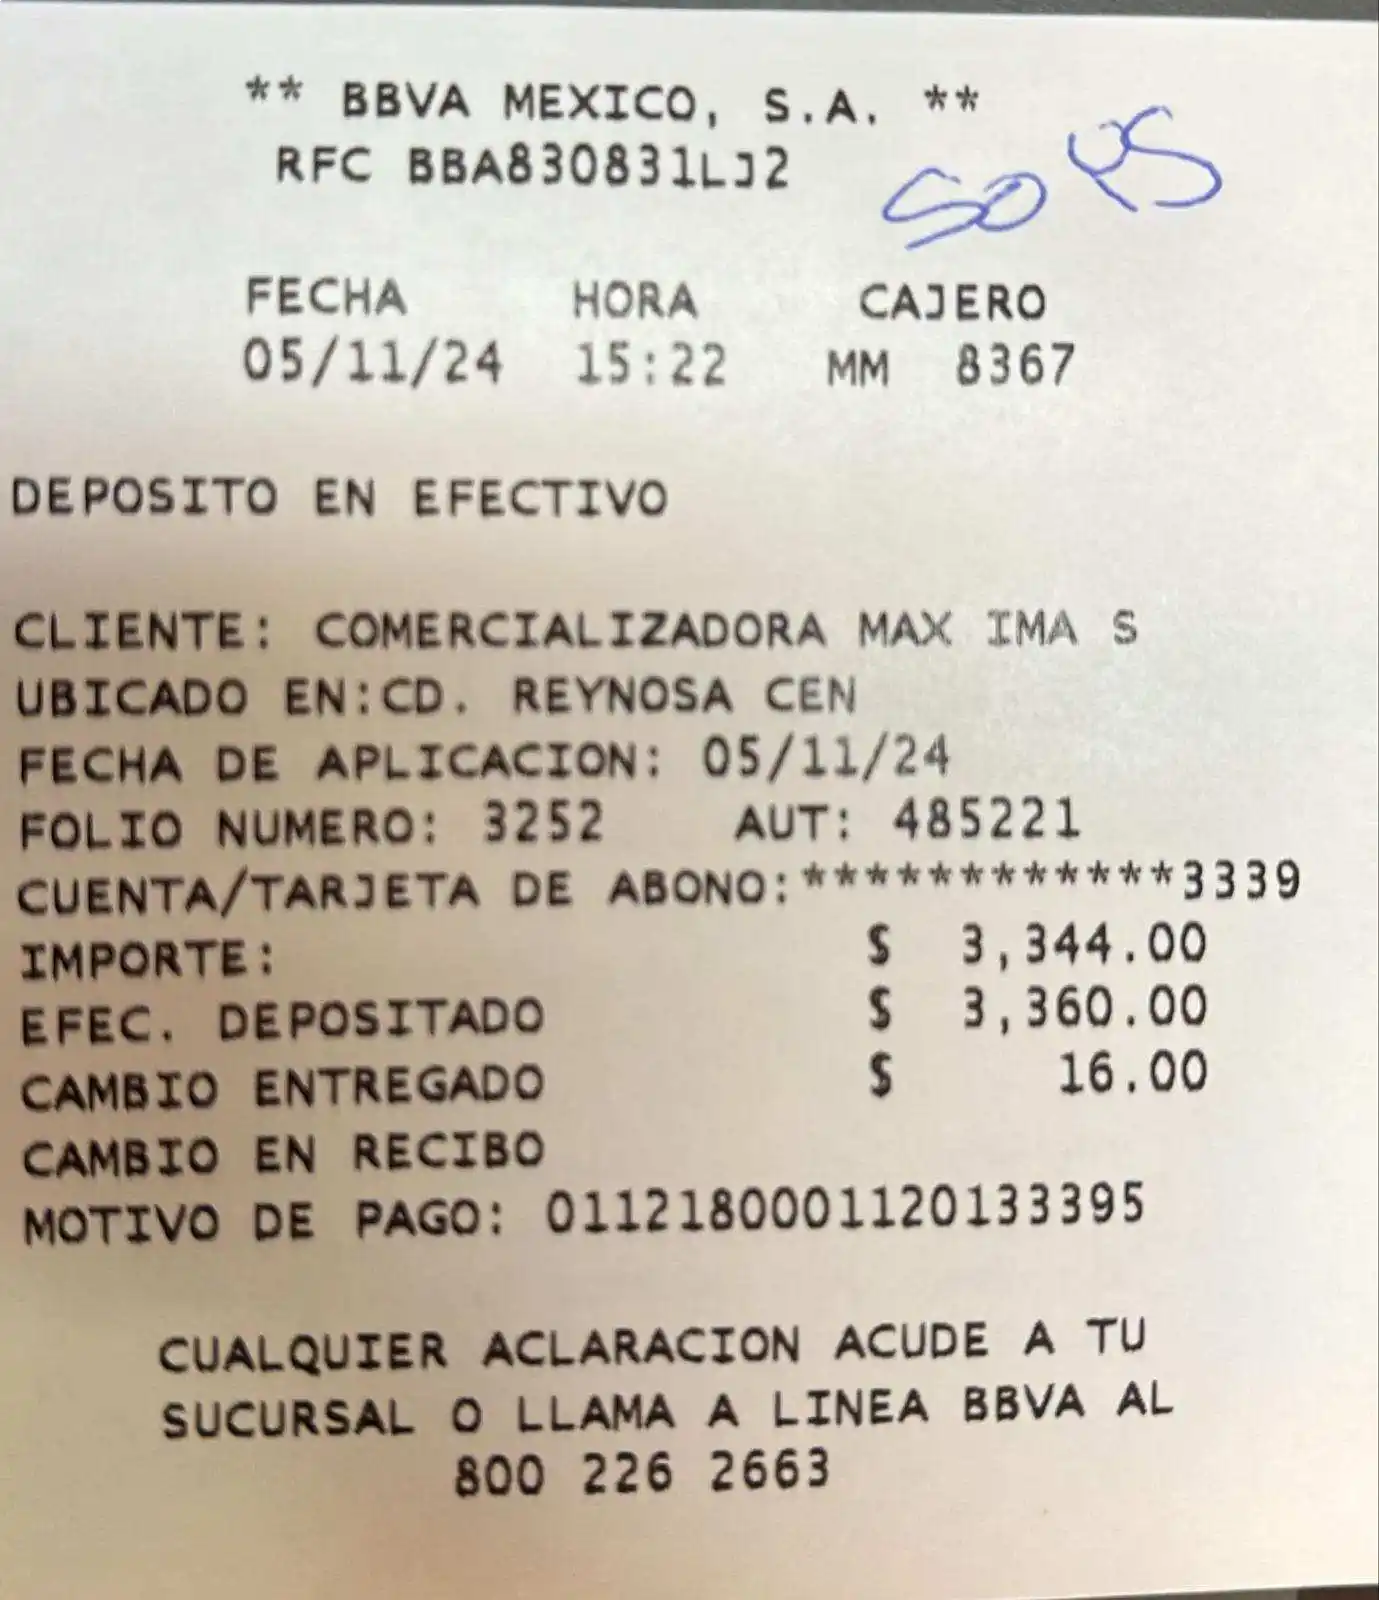 ** BBVA MEXICO, S.A. **
RFC BBA830831LJ2
FECHA HORA CAJERO
05/11/24 15:22 MM 8367
DEPOSITO EN EFECTIVO
CLIENTE: COMERCIALIZADORA MAX IMA S
UBICADO EN:CD. REYNOSA CEN
FECHA DE APLICACION: 05/11/24
FOLIO NUMERO: 3252 AUT: 485221
CUENTA/TARJETA DE ABONO:************3339
IMPORTE: $ 3,344.00
EFEC. DEPOSITADO $ 3,360.00
CAMBIO ENTREGADO $ 16.00
CAMBIO EN RECIBO
MOTIVO DE PAGO: 0112180001120133395
CUALQUIER ACLARACION ACUDE A TU
SUCURSAL O LLAMA A LINEA BBVA AL
800 226 2663